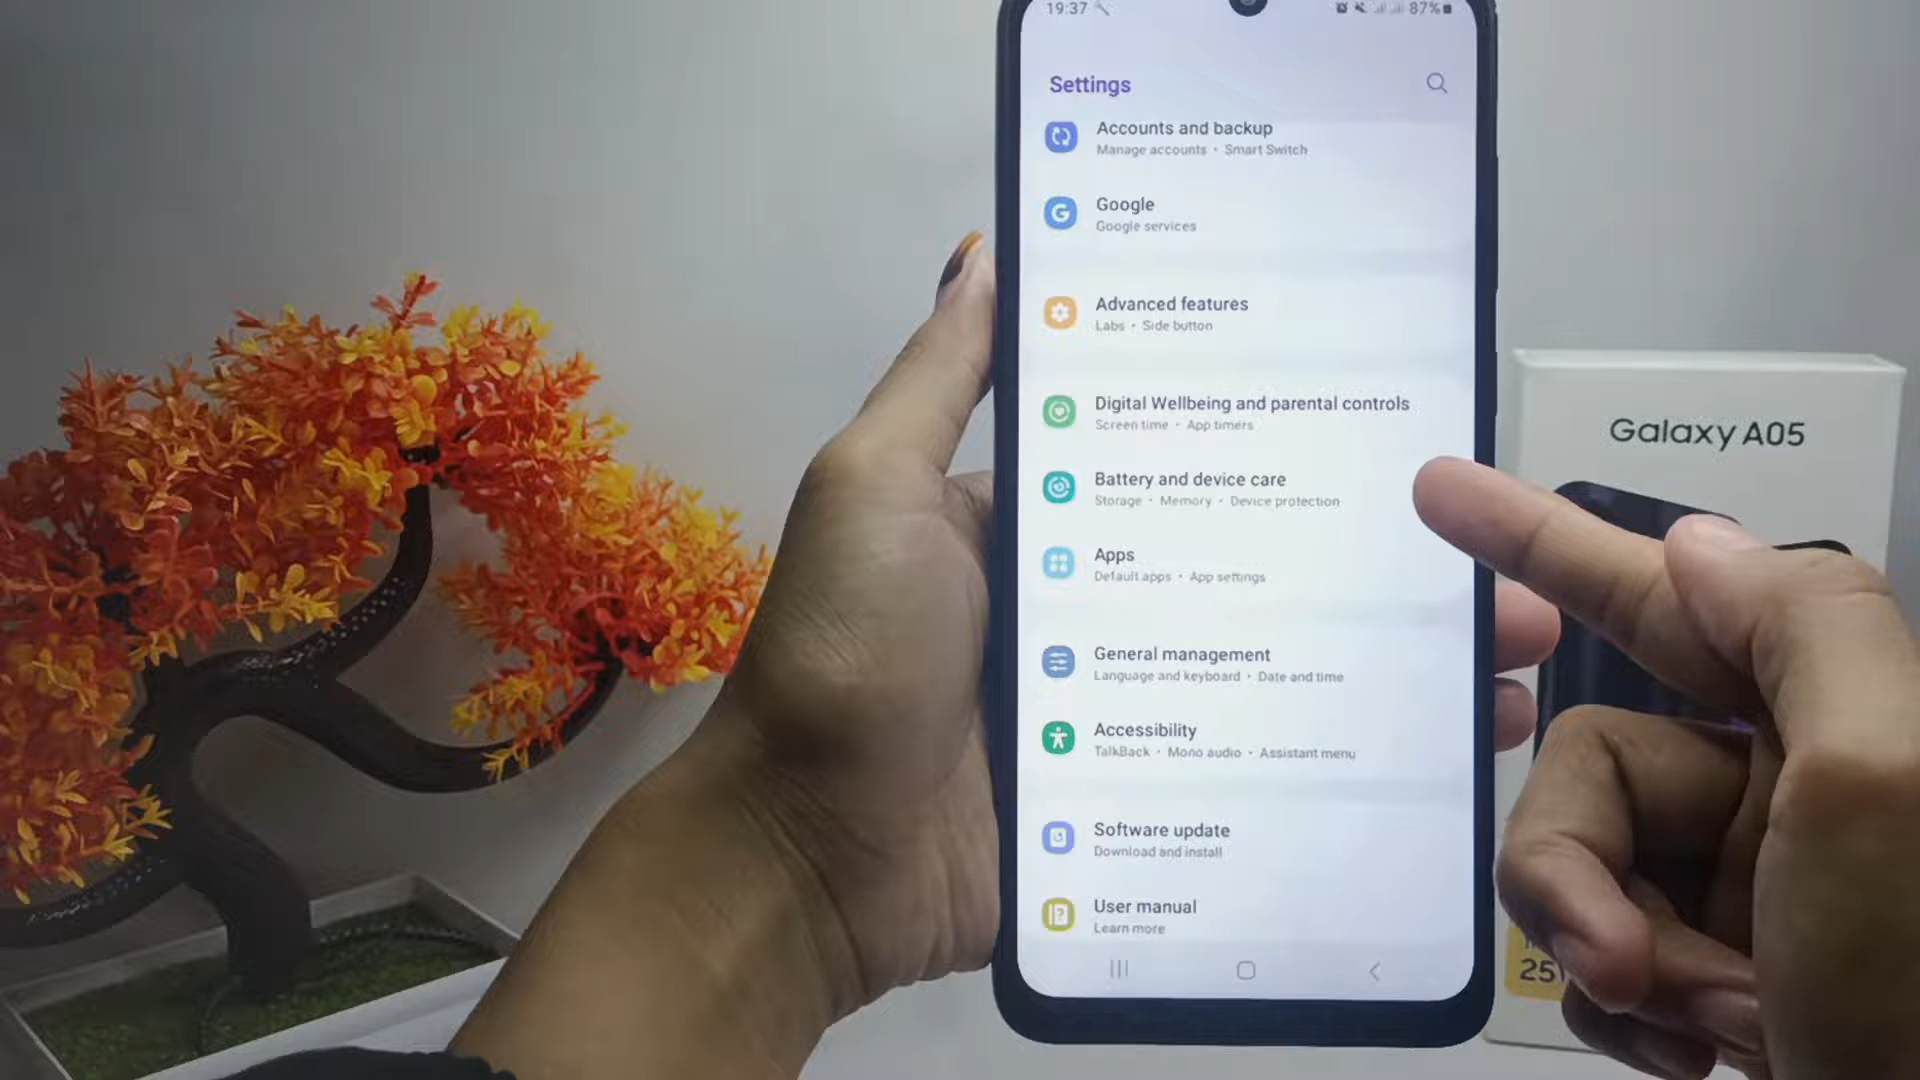 19:37
87%
Settings
Accounts and backup
Manage accounts • Smart Switch
Google
Google services
Advanced features
Labs • Side button
Digital Wellbeing and parental controls
Screen time • App timers
Battery and device care
Storage • Memory • Device protection
Apps
Default apps • App settings
General management
Language and keyboard • Date and time
Accessibility
TalkBack • Mono audio • Assistant menu
Software update
Download and install
User manual
Learn more
Galaxy A05
25